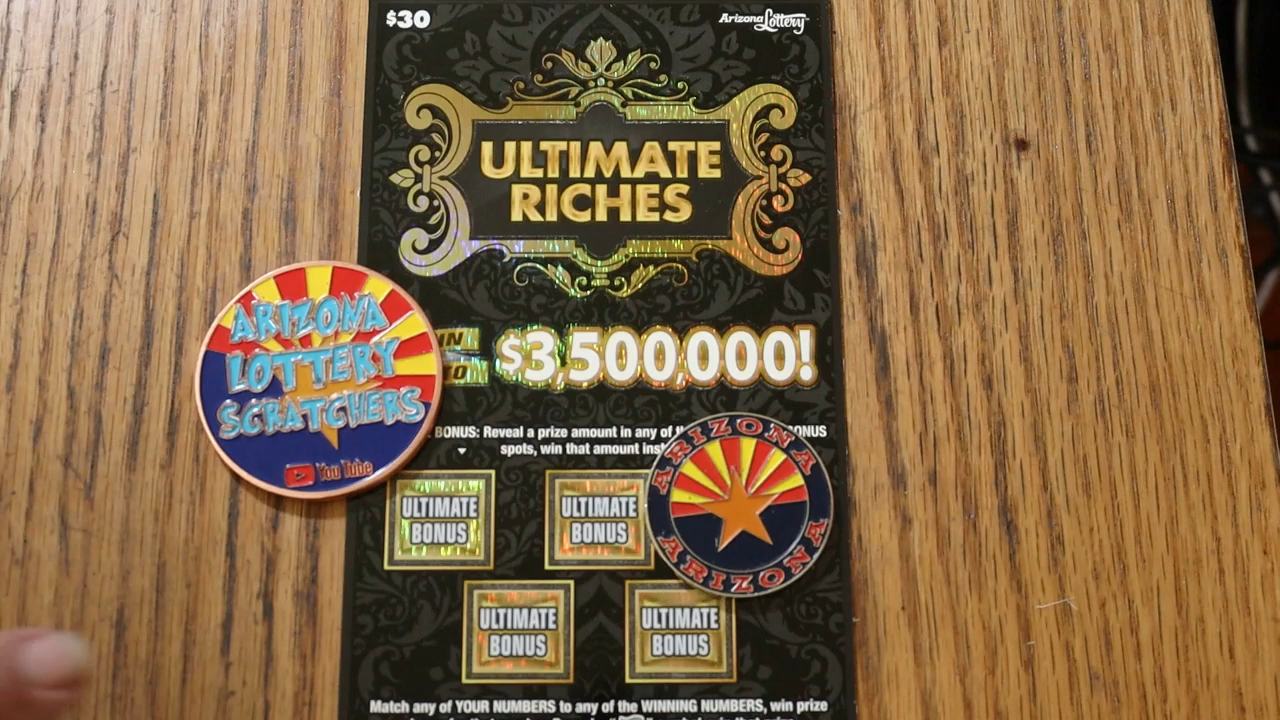 $30
Arizona Lottery
ULTIMATE
RICHES
$3,500,000!
ARIZONA
LOTTERY
SCRATCHERS
YouTube
BONUS: Reveal a prize amount in any of BONUS
spots, win that amount
ARIZONA
ARIZONA
ULTIMATE
BONUS
ULTIMATE
BONUS
ULTIMATE
BONUS
ULTIMATE
BONUS
Match any of YOUR NUMBERS to any of the WINNING NUMBERS, win prize